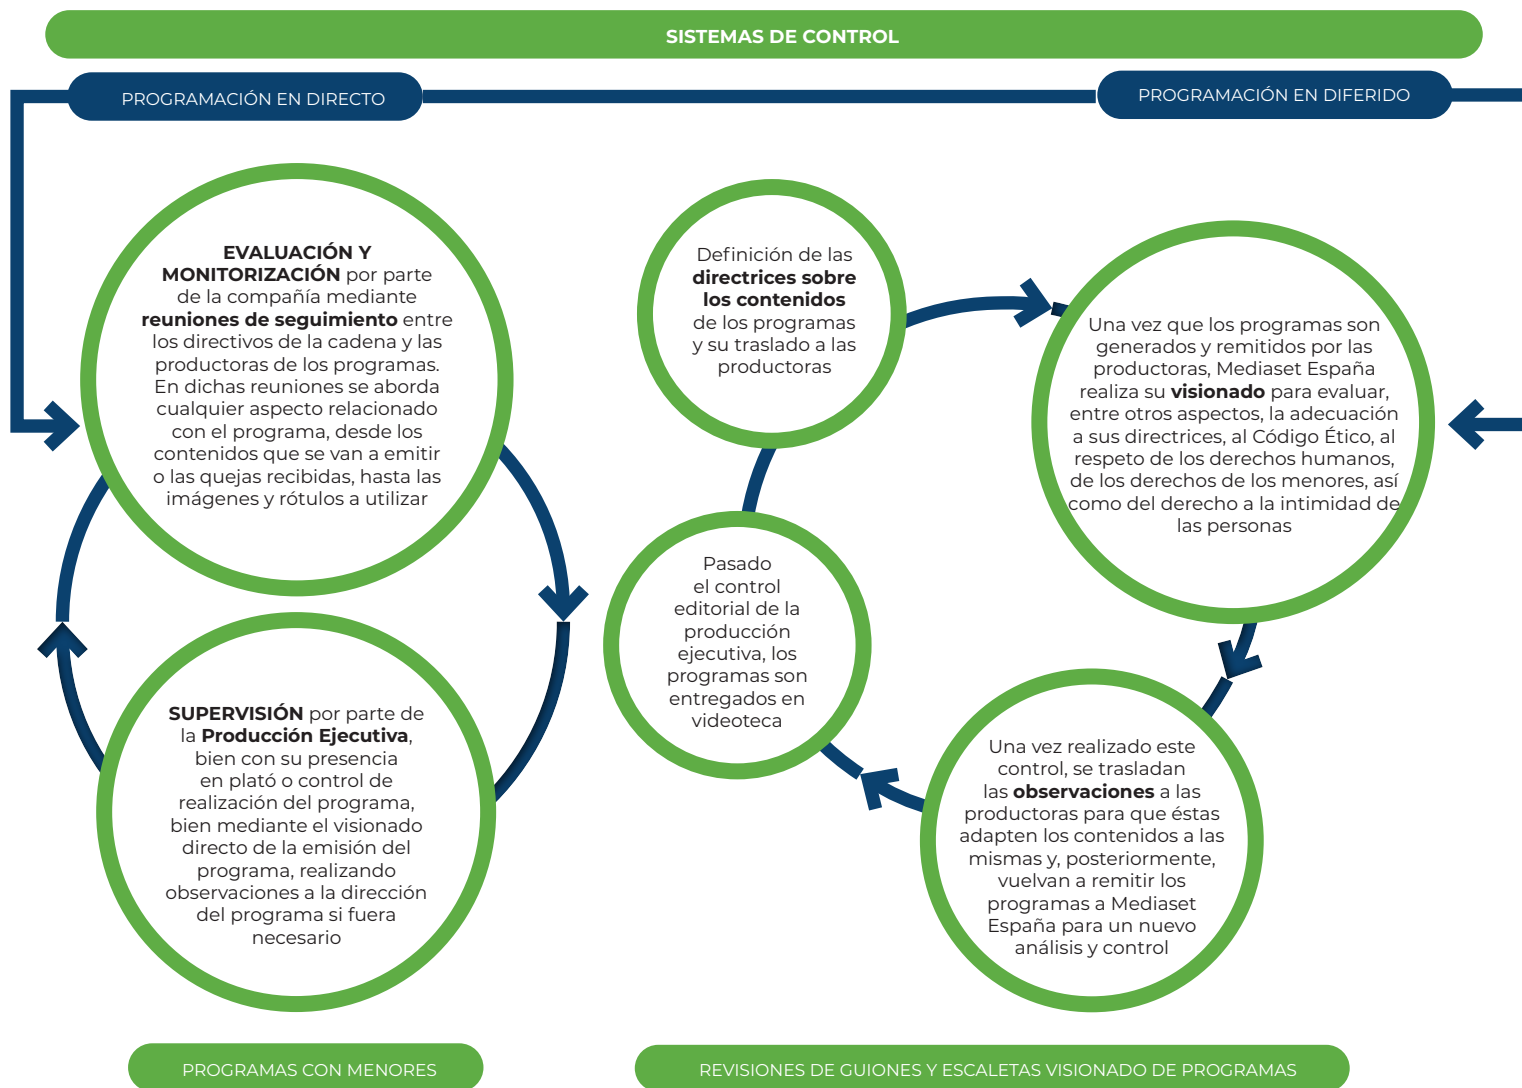 SISTEMAS DE CONTROL
PROGRAMACIÓN EN DIRECTO
PROGRAMACIÓN EN DIFERIDO
EVALUACIÓN Y
MONITORIZACIÓN por parte
de la compañía mediante
reuniones de seguimiento entre
los directivos de la cadena y las
productoras de los programas.
En dichas reuniones se aborda
cualquier aspecto relacionado
con el programa, desde los
contenidos que se van a emitir
o las quejas recibidas, hasta las
imágenes y rótulos a utilizar
SUPERVISIÓN por parte de
la Producción Ejecutiva,
bien con su presencia
en plató o control de
realización del programa,
bien mediante el visionado
directo de la emisión del
programa, realizando
observaciones a la dirección
del programa si fuera
necesario
Definición de las
directrices sobre
los contenidos
de los programas
y su traslado a las
productoras
Una vez que los programas son
generados y remitidos por las
productoras, Mediaset España
realiza su visionado para evaluar,
entre otros aspectos, la adecuación
a sus directrices, al Código Ético, al
respeto de los derechos humanos,
de los derechos de los menores, así
como del derecho a la intimidad de
las personas
Una vez realizado este
control, se trasladan
las observaciones a las
productoras para que éstas
adapten los contenidos a las
mismas y, posteriormente,
vuelvan a remitir los
programas a Mediaset
España para un nuevo
análisis y control
Pasado
el control
editorial de la
producción
ejecutiva, los
programas son
entregados en
videoteca
PROGRAMAS CON MENORES
REVISIONES DE GUIONES Y ESCALETAS VISIONADO DE PROGRAMAS